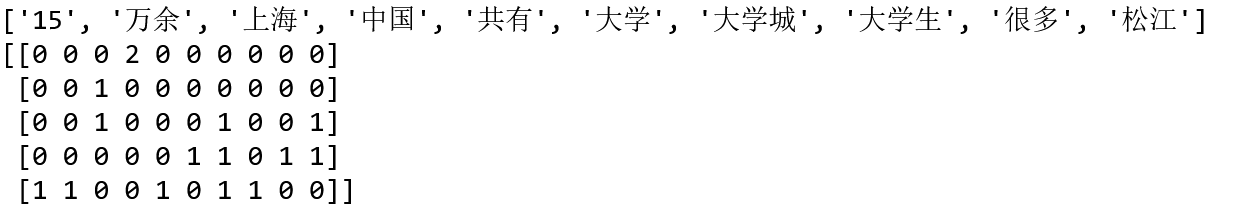 ['15', '万余', '上海', '中国', '共有', '大学', '大学城', '大学生', '很多', '松江']
[[0 0 0 2 0 0 0 0 0 0]
[0 0 1 0 0 0 0 0 0 0]
[0 0 1 0 0 0 1 0 0 1]
[0 0 0 0 0 1 1 0 1 1]
[1 1 0 0 1 0 1 1 0 0]]